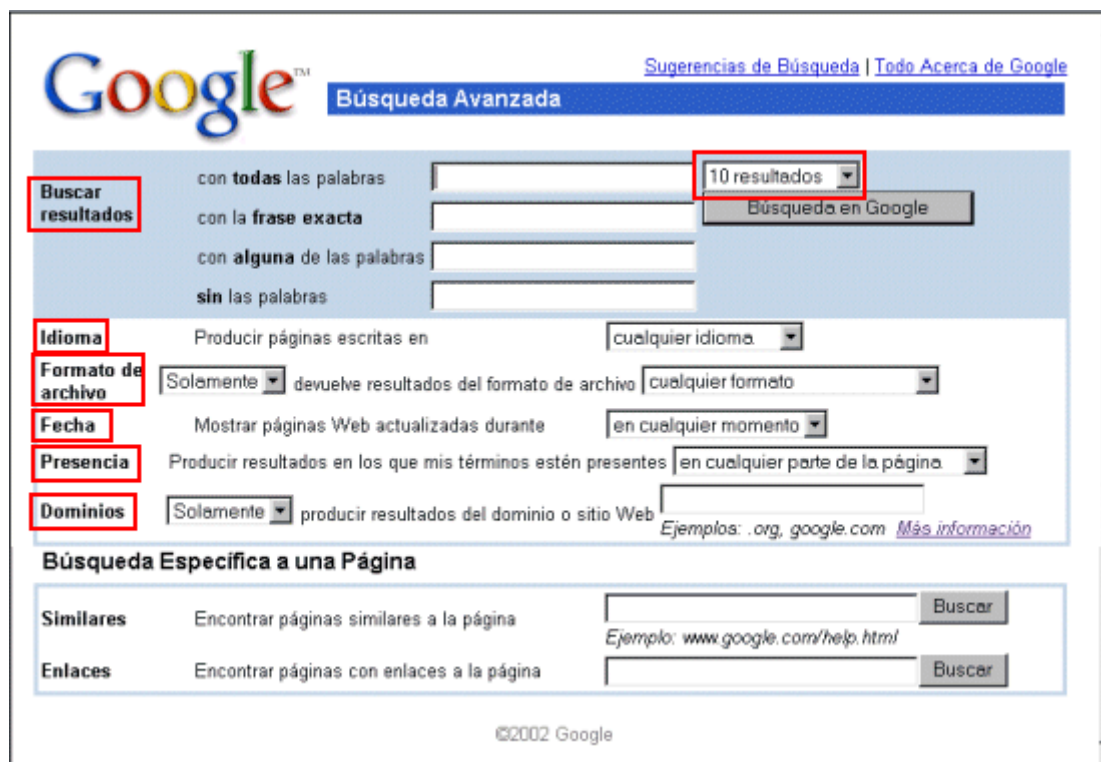 Google™
Sugerencias de Búsqueda | Todo Acerca de Google
Búsqueda Avanzada
Buscar resultados
con todas las palabras
10 resultados
Búsqueda en Google
con la frase exacta
con alguna de las palabras
sin las palabras
Idioma Producir páginas escritas en cualquier idioma
Formato de archivo Solamente devuelve resultados del formato de archivo cualquier formato
Fecha Mostrar páginas Web actualizadas durante en cualquier momento
Presencia Producir resultados en los que mis términos estén presentes en cualquier parte de la página
Dominios Solamente producir resultados del dominio o sitio Web
Ejemplos: .org, google.com Más información
Búsqueda Específica a una Página
Similares Encontrar páginas similares a la página Buscar
Ejemplo: www.google.com/help.html
Enlaces Encontrar páginas con enlaces a la página Buscar
©2002 Google